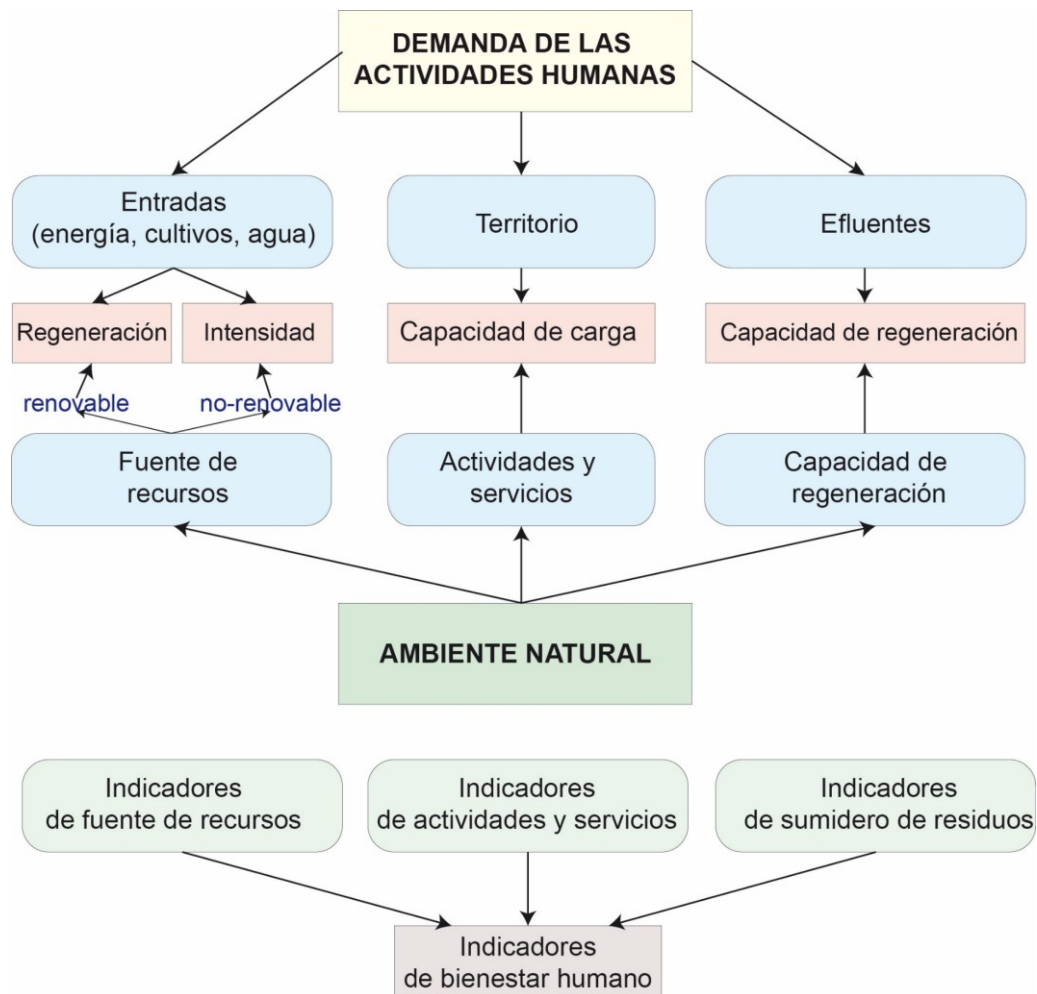 DEMANDA DE LAS
ACTIVIDADES HUMANAS
Entradas
(energía, cultivos, agua)
Territorio
Efluentes
Regeneración
Intensidad
Capacidad de carga
Capacidad de regeneración
renovable
no-renovable
Fuente de
recursos
Actividades y
servicios
Capacidad de
regeneración
AMBIENTE NATURAL
Indicadores
de fuente de recursos
Indicadores
de actividades y servicios
Indicadores
de sumidero de residuos
Indicadores
de bienestar humano